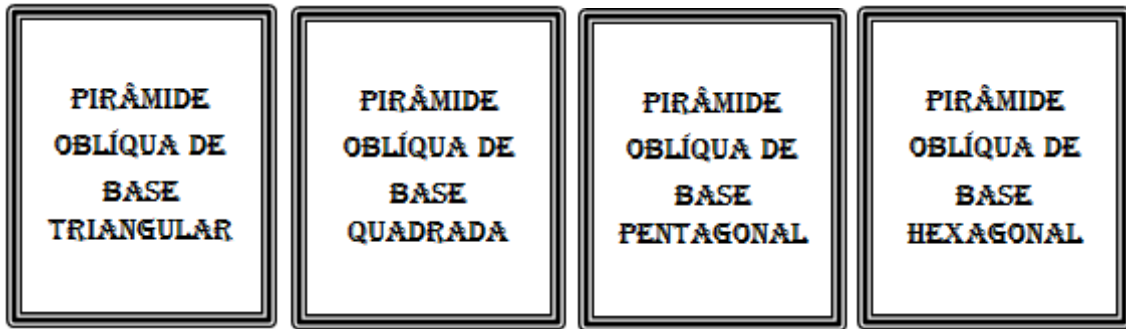 PIRÂMIDE
OBLÍQUA DE
BASE
TRIANGULAR
PIRÂMIDE
OBLÍQUA DE
BASE
QUADRADA
PIRÂMIDE
OBLÍQUA DE
BASE
PENTAGONAL
PIRÂMIDE
OBLÍQUA DE
BASE
HEXAGONAL